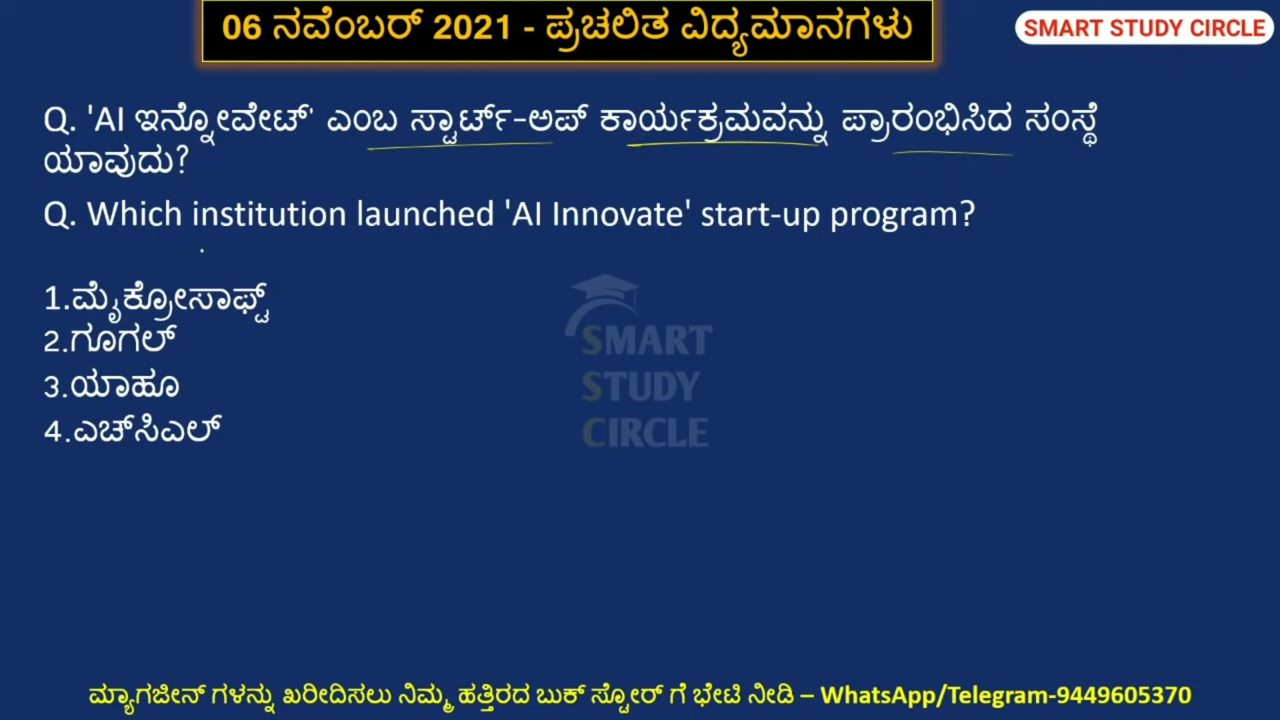 06 ನವೆಂಬರ್ 2021 - ಪ್ರಚಲಿತ ವಿದ್ಯಮಾನಗಳು
SMART STUDY CIRCLE
Q. 'AI ಇನ್ನೋವೇಟ್' ಎಂಬ ಸ್ಟಾರ್ಟ್-ಅಪ್ ಕಾರ್ಯಕ್ರಮವನ್ನು ಪ್ರಾರಂಭಿಸಿದ ಸಂಸ್ಥೆ
ಯಾವುದು?
Q. Which institution launched 'AI Innovate' start-up program?
1.ಮೈಕ್ರೋಸಾಫ್ಟ್
2.ಗೂಗಲ್
3.ಯಾಹೂ
4.ಎಚ್‌ಸಿಎಲ್
SMART
STUDY
CIRCLE
ಮ್ಯಾಗಜೀನ್ ಗಳನ್ನು ಖರೀದಿಸಲು ನಿಮ್ಮ ಹತ್ತಿರದ ಬುಕ್ ಸ್ಟೋರ್ ಗೆ ಭೇಟಿ ನೀಡಿ – WhatsApp/Telegram-9449605370